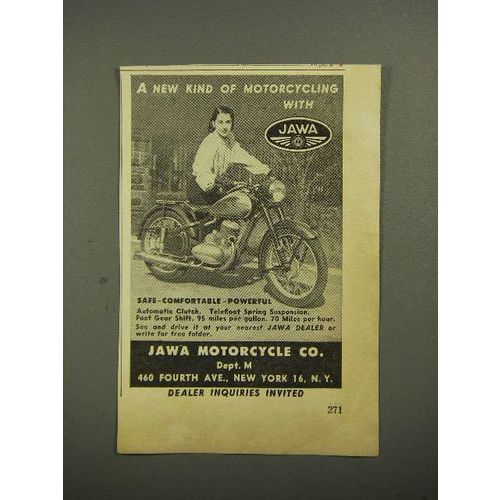 A NEW KIND OF MOTORCYCLING
WITH
JAWA
SAFE-COMFORTABLE-POWERFUL
Automatic Clutch. Telefloat Spring Suspension.
Foot Gear Shift. 95 miles per gallon. 70 Miles per hour.
See and drive it at your nearest JAWA DEALER or
write for free folder.
JAWA MOTORCYCLE CO.
Dept. M
460 FOURTH AVE., NEW YORK 16, N. Y.
DEALER INQUIRIES INVITED
271